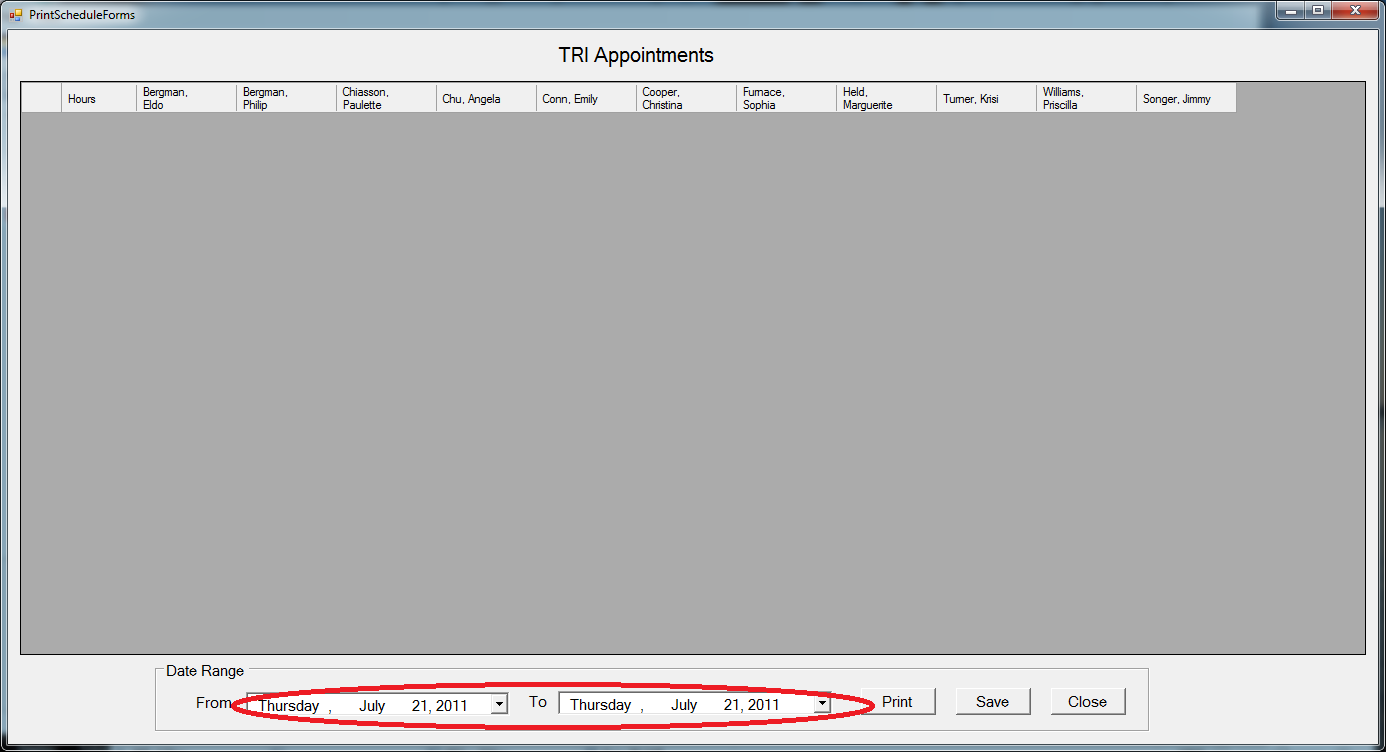 PrintScheduleForms
TRI Appointments
Hours
Bergman,
Eldo
Bergman,
Philip
Chiasson,
Paulette
Chu, Angela
Conn, Emily
Cooper,
Christina
Furnace,
Sophia
Held,
Marguerite
Turner, Krisi
Williams,
Priscilla
Songer, Jimmy
Date Range
From Thursday , July 21, 2011 To Thursday , July 21, 2011 Print Save Close